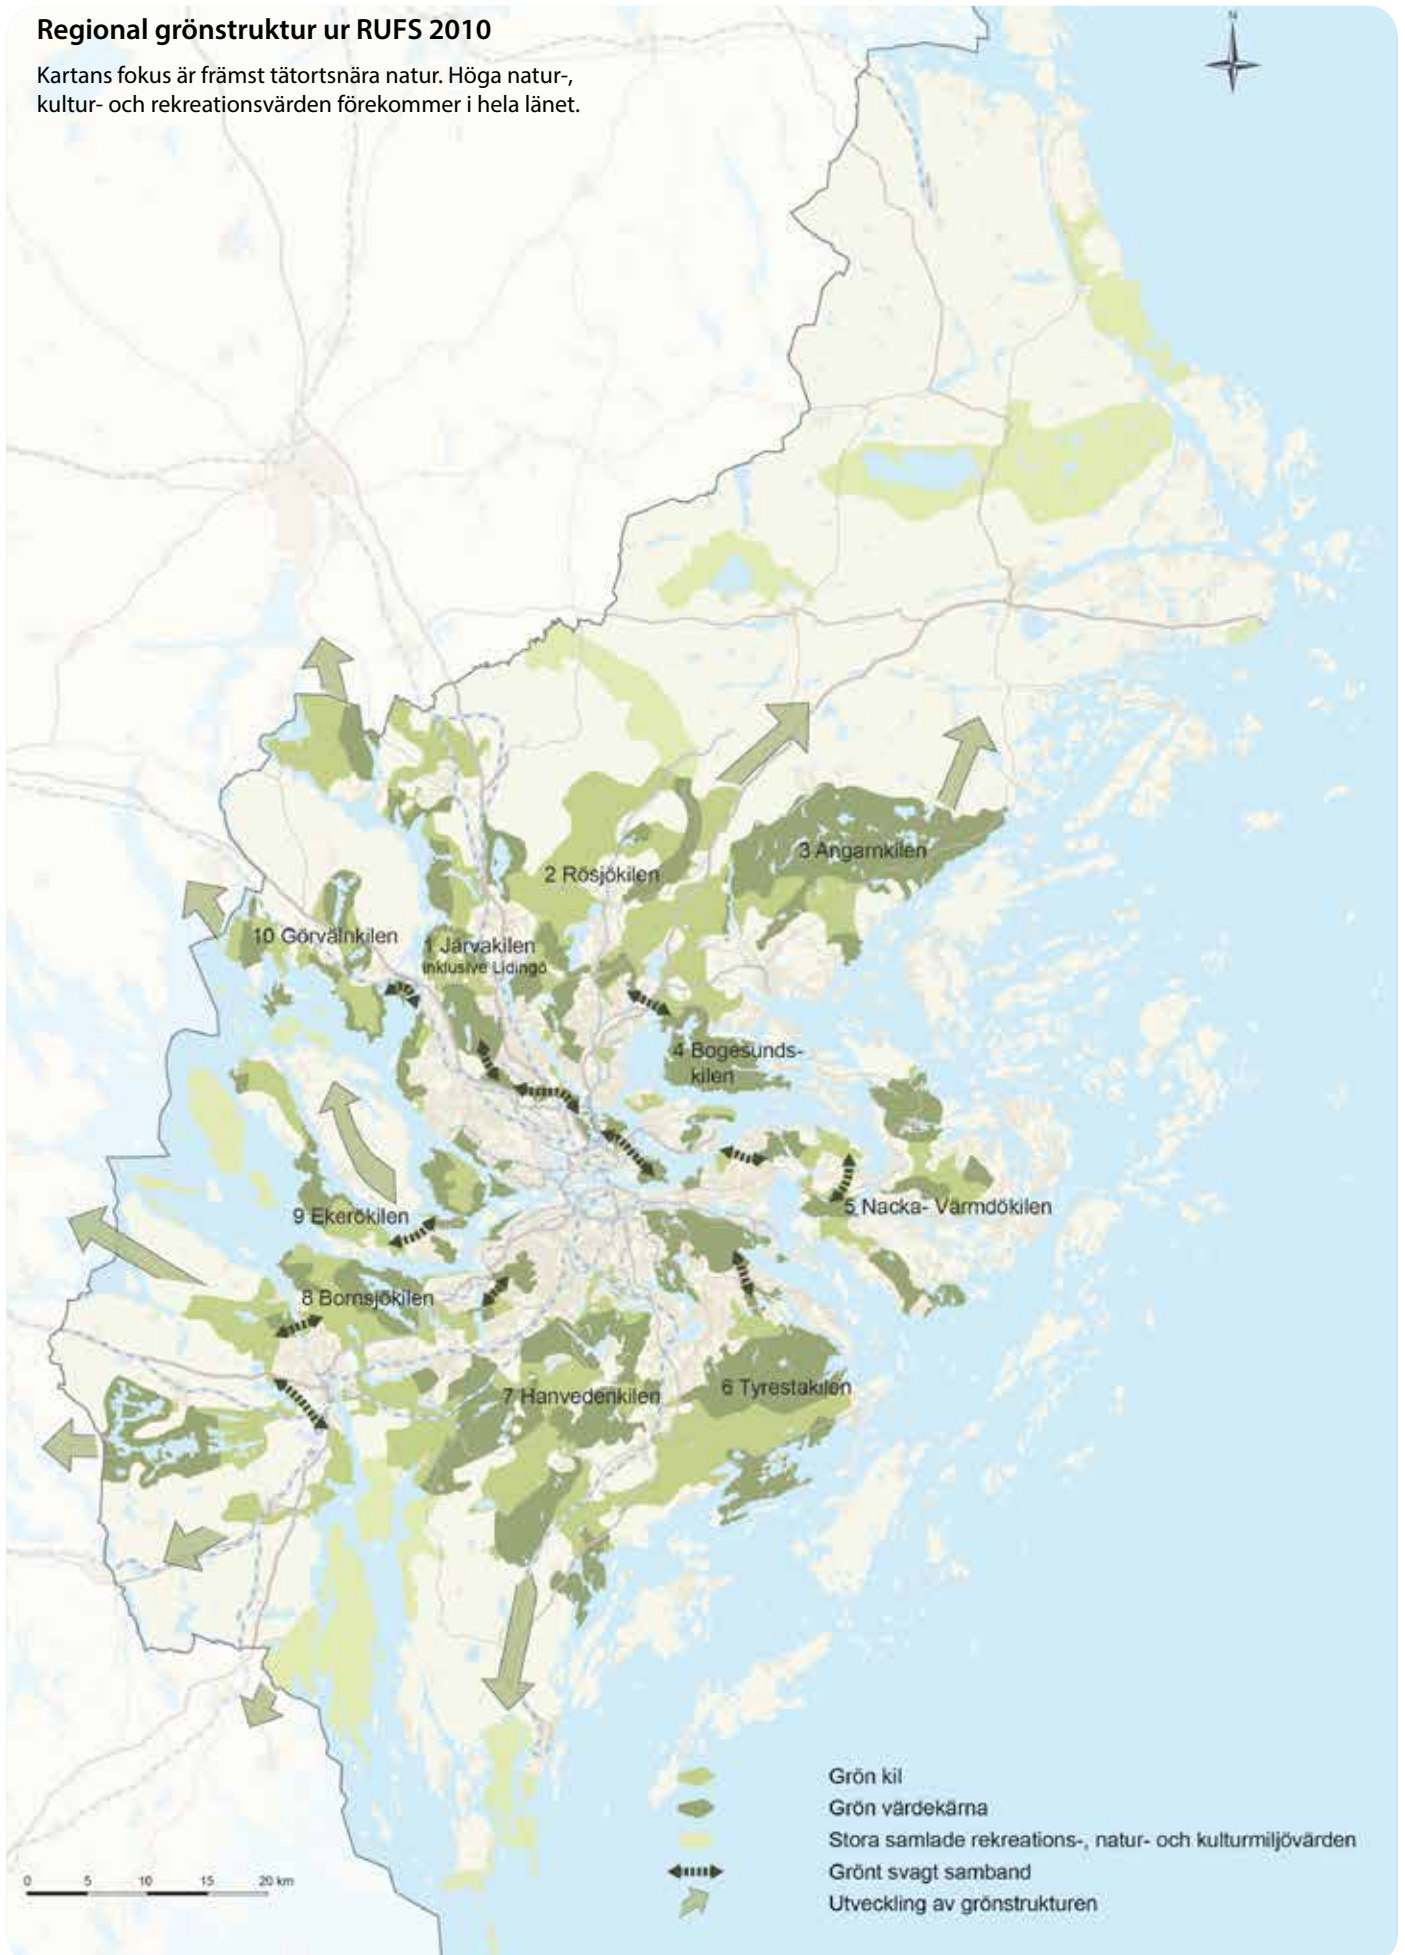 Regional grönstruktur ur RUFS 2010
Kartans fokus är främst tätortsnära natur. Höga natur-,
kultur- och rekreationsvärden förekommer i hela länet.
N
3 Angarnkilen
2 Rösjökilen
10 Görvälnkilen
1 Järvakilen
inklusive Lidingö
4 Bogesunds-
kilen
5 Nacka- Värmdökilen
9 Ekerökilen
8 Bornsjökilen
6 Tyrestakilen
7 Hanvedenkilen
Grön kil
Grön värdekärna
Stora samlade rekreations-, natur- och kulturmiljövärden
Grönt svagt samband
Utveckling av grönstrukturen
0 5 10 15 20 km